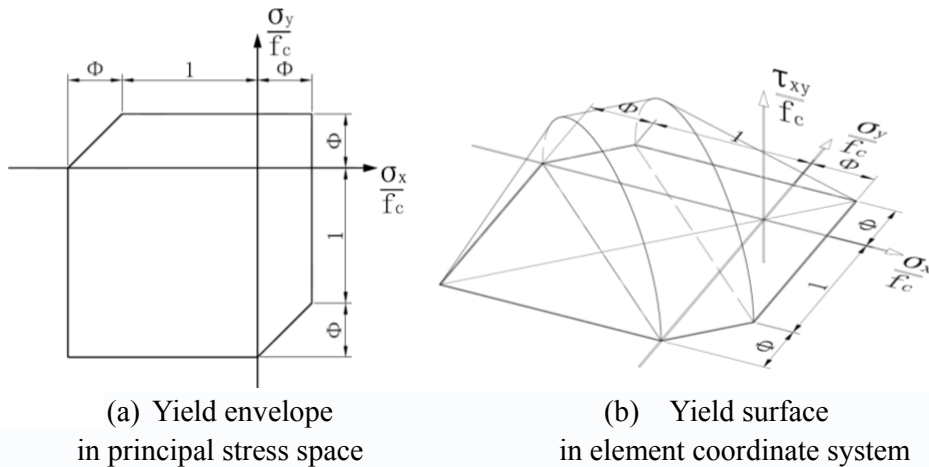 σy
fc
Φ
1
Φ
Φ
σx
fc
1
Φ
τxy
fc
σy
fc
Φ
1
Φ
Φ
σx
fc
1
Φ
(a) Yield envelope
in principal stress space
(b) Yield surface
in element coordinate system